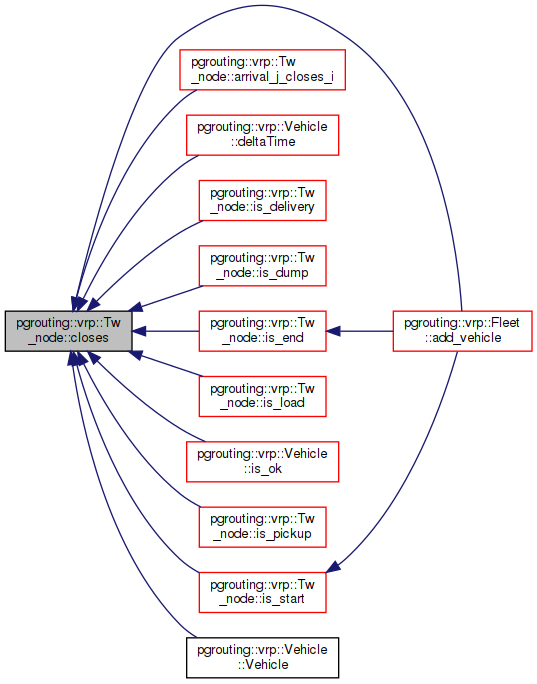 pgrouting::vrp::Tw
_node::closes
pgrouting::vrp::Tw
_node::arrival_j_closes_i
pgrouting::vrp::Vehicle
::deltaTime
pgrouting::vrp::Tw
_node::is_delivery
pgrouting::vrp::Tw
_node::is_dump
pgrouting::vrp::Tw
_node::is_end
pgrouting::vrp::Fleet
::add_vehicle
pgrouting::vrp::Tw
_node::is_load
pgrouting::vrp::Vehicle
::is_ok
pgrouting::vrp::Tw
_node::is_pickup
pgrouting::vrp::Tw
_node::is_start
pgrouting::vrp::Vehicle
::Vehicle